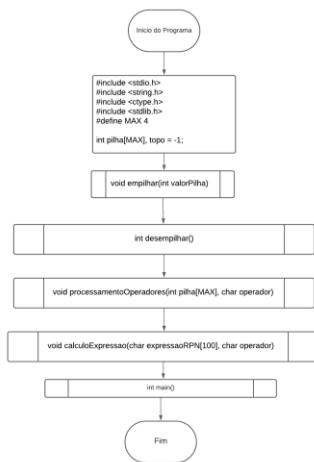 Inicio do Programa
#include <stdio.h>
#include <string.h>
#include <ctype.h>
#include <stdlib.h>
#define MAX 4
int pilha[MAX], topo = -1;
void empilhar(int valorPilha)
int desempilhar()
void processamentoOperadores(int pilha[MAX], char operador)
void calculoExpressao(char expressaoRPN[100], char operador)
int main()
Fim